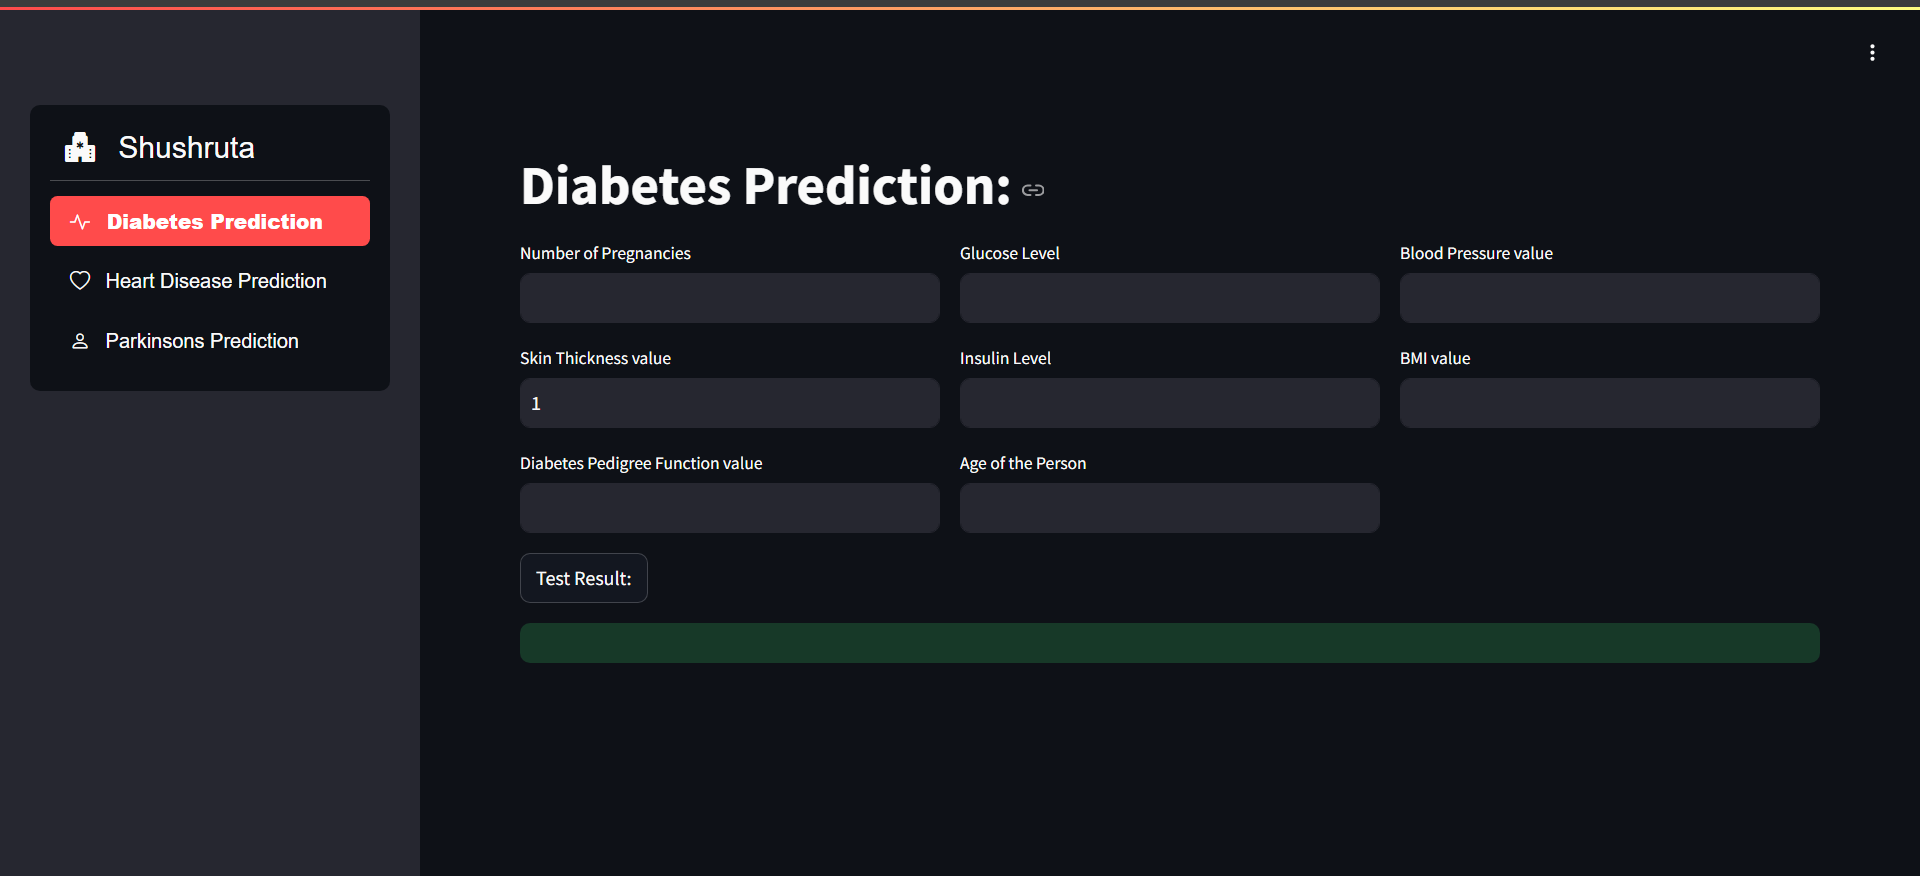 Shushruta
Diabetes Prediction
Heart Disease Prediction
Parkinsons Prediction
Diabetes Prediction:
Number of Pregnancies
Glucose Level
Blood Pressure value
Skin Thickness value
1
Insulin Level
BMI value
Diabetes Pedigree Function value
Age of the Person
Test Result: